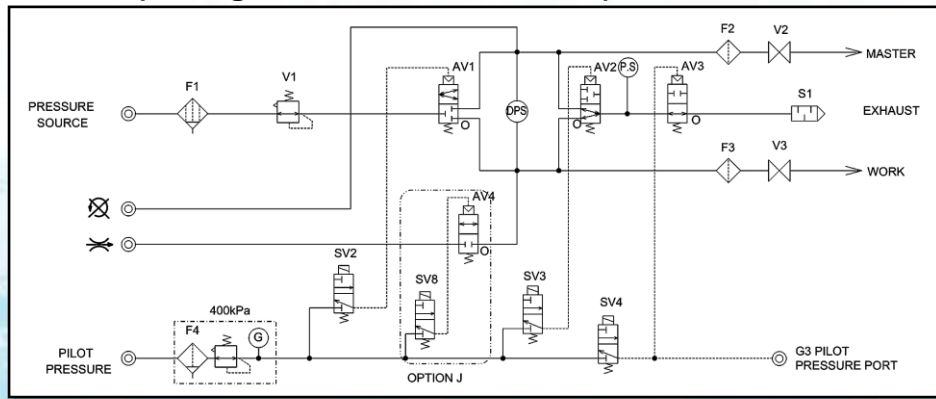 F2
V2
MASTER
AV1
AV2
P.S
AV3
F1
V1
S1
PRESSURE
SOURCE
DPS
EXHAUST
O
O
O
F3
V3
WORK
AV4
O
SV2
SV8
SV3
SV4
400kPa
F4
G
PILOT
PRESSURE
G3 PILOT
PRESSURE PORT
OPTION J